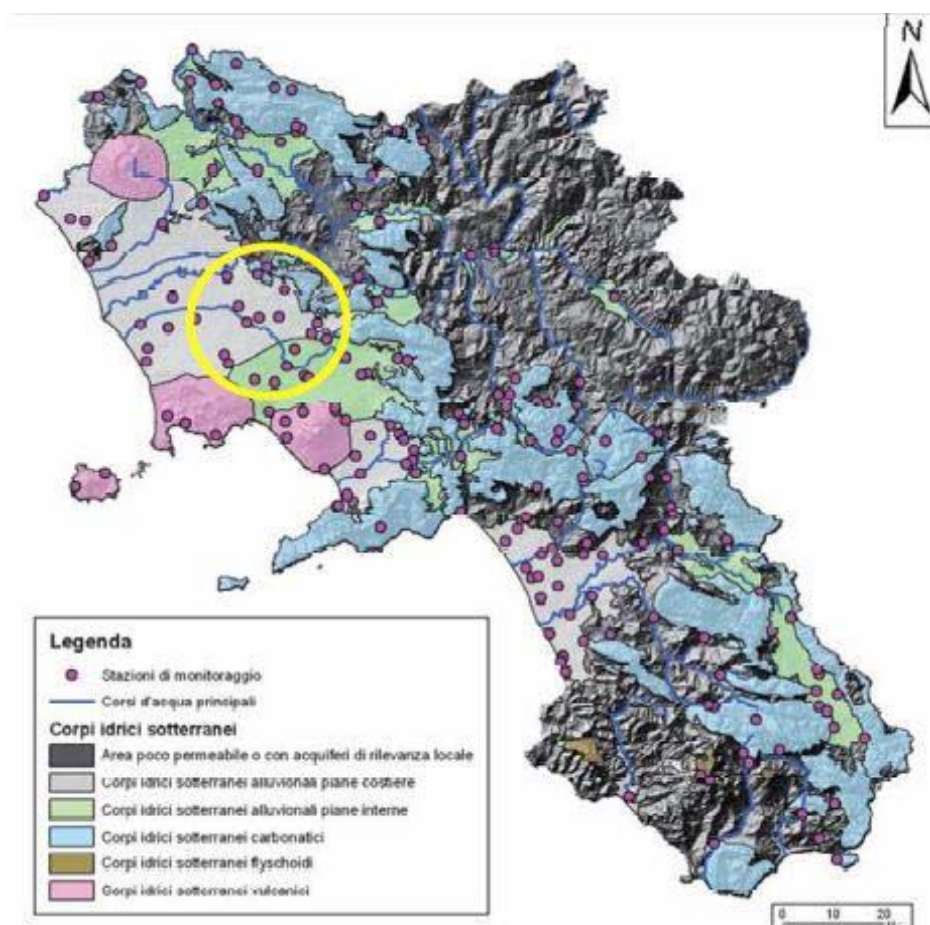 N
Legenda
Stazioni di monitoraggio
Corsi d'acqua principali
Corpi idrici sotterranei
Area poco permeabile o con acquiferi di rilevanza locale
Corpi idrici sotterranei alluvionali piane costiere
Corpi idrici sotterranei alluvionali piane interne
Corpi idrici sotterranei carbonatici
Corpi idrici sotterranei flyschoidi
Corpi idrici sotterranei vulcanici
0 10 20